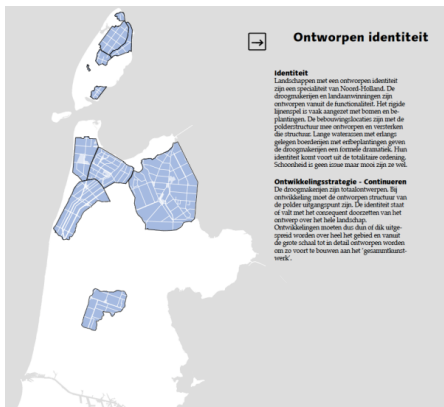 Ontworpen identiteit
Identiteit
Landschappen met een ontworpen identiteit
zijn een specialiteit van Noord-Holland. De
droogmakerijen en landaanwinningen zijn
ontworpen vanuit de functionaliteit. Het rigide
lijnenspel is vaak aangezet met bomen en be-
plantingen. De bebouwingslocaties zijn met de
polderstructuur mee ontworpen en versterken
die structuur. Lange waterassen met erlangs
gelegen boerderijen met erfbeplantingen geven
de droogmakerijen een formele dramatiek. Hun
identiteit komt voort uit de totalitaire ordening.
Schoonheid is geen issue maar mooi zijn ze wel.
Ontwikkelingsstrategie - Continueren
De droogmakerijen zijn totaalontwerpen. Bij
ontwikkeling moet de ontworpen structuur van
de polder uitgangspunt zijn. De identiteit staat
of valt met het consequent doorzetten van het
ontwerp over het hele landschap.
Ontwikkelingen moeten dus dun of dik uitge-
spreid worden over heel het gebied en vanuit
de grote schaal tot in detail ontworpen worden
om zo voort te bouwen aan het 'gesammtkunst-
werk'.